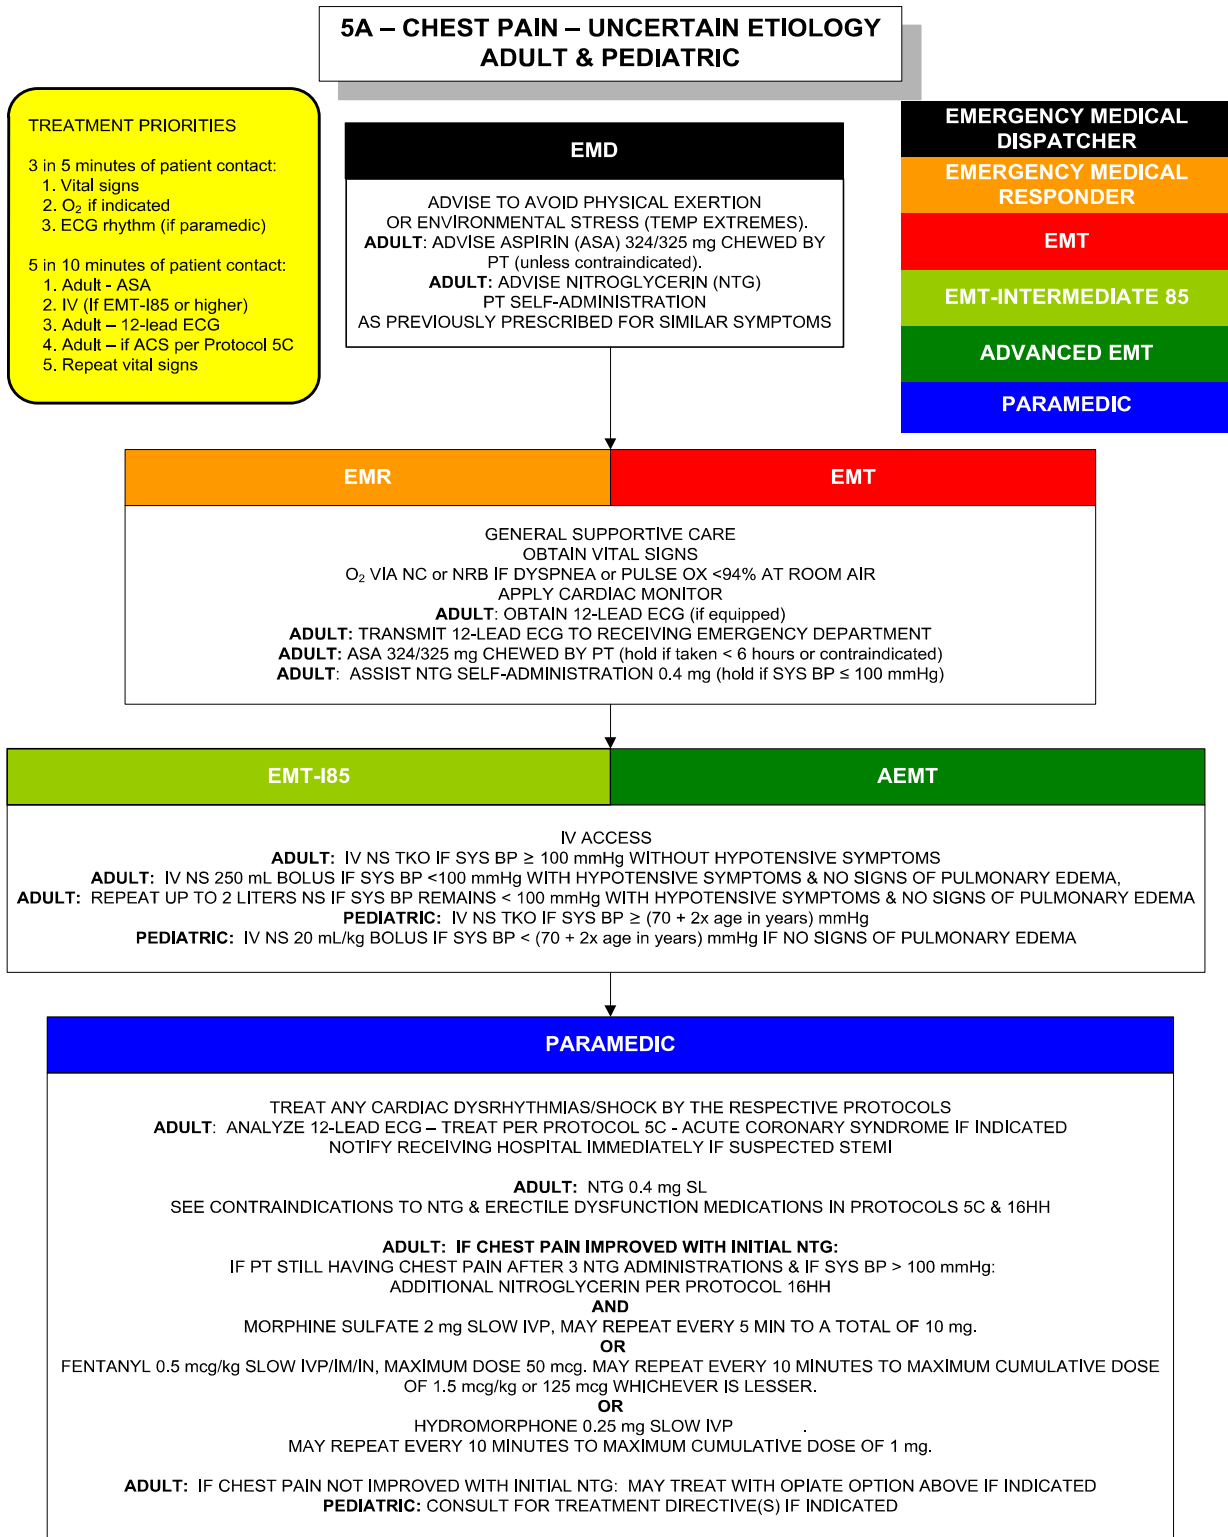 5A – CHEST PAIN – UNCERTAIN ETIOLOGY
ADULT & PEDIATRIC
TREATMENT PRIORITIES
3 in 5 minutes of patient contact:
1. Vital signs
2. O₂ if indicated
3. ECG rhythm (if paramedic)
5 in 10 minutes of patient contact:
1. Adult - ASA
2. IV (If EMT-I85 or higher)
3. Adult – 12-lead ECG
4. Adult – if ACS per Protocol 5C
5. Repeat vital signs
EMD
ADVISE TO AVOID PHYSICAL EXERTION
OR ENVIRONMENTAL STRESS (TEMP EXTREMES).
ADULT: ADVISE ASPIRIN (ASA) 324/325 mg CHEWED BY
PT (unless contraindicated).
ADULT: ADVISE NITROGLYCERIN (NTG)
PT SELF-ADMINISTRATION
AS PREVIOUSLY PRESCRIBED FOR SIMILAR SYMPTOMS
EMERGENCY MEDICAL
DISPATCHER
EMERGENCY MEDICAL
RESPONDER
EMT
EMT-INTERMEDIATE 85
ADVANCED EMT
PARAMEDIC
EMR
EMT
GENERAL SUPPORTIVE CARE
OBTAIN VITAL SIGNS
O₂ VIA NC or NRB IF DYSPNEA or PULSE OX <94% AT ROOM AIR
APPLY CARDIAC MONITOR
ADULT: OBTAIN 12-LEAD ECG (if equipped)
ADULT: TRANSMIT 12-LEAD ECG TO RECEIVING EMERGENCY DEPARTMENT
ADULT: ASA 324/325 mg CHEWED BY PT (hold if taken < 6 hours or contraindicated)
ADULT: ASSIST NTG SELF-ADMINISTRATION 0.4 mg (hold if SYS BP ≤ 100 mmHg)
EMT-I85
AEMT
IV ACCESS
ADULT: IV NS TKO IF SYS BP ≥ 100 mmHg WITHOUT HYPOTENSIVE SYMPTOMS
ADULT: IV NS 250 mL BOLUS IF SYS BP <100 mmHg WITH HYPOTENSIVE SYMPTOMS & NO SIGNS OF PULMONARY EDEMA,
ADULT: REPEAT UP TO 2 LITERS NS IF SYS BP REMAINS < 100 mmHg WITH HYPOTENSIVE SYMPTOMS & NO SIGNS OF PULMONARY EDEMA
PEDIATRIC: IV NS TKO IF SYS BP ≥ (70 + 2x age in years) mmHg
PEDIATRIC: IV NS 20 mL/kg BOLUS IF SYS BP < (70 + 2x age in years) mmHg IF NO SIGNS OF PULMONARY EDEMA
PARAMEDIC
TREAT ANY CARDIAC DYSRHYTHMIAS/SHOCK BY THE RESPECTIVE PROTOCOLS
ADULT: ANALYZE 12-LEAD ECG – TREAT PER PROTOCOL 5C - ACUTE CORONARY SYNDROME IF INDICATED
NOTIFY RECEIVING HOSPITAL IMMEDIATELY IF SUSPECTED STEMI
ADULT: NTG 0.4 mg SL
SEE CONTRAINDICATIONS TO NTG & ERECTILE DYSFUNCTION MEDICATIONS IN PROTOCOLS 5C & 16HH
ADULT: IF CHEST PAIN IMPROVED WITH INITIAL NTG:
IF PT STILL HAVING CHEST PAIN AFTER 3 NTG ADMINISTRATIONS & IF SYS BP > 100 mmHg:
ADDITIONAL NITROGLYCERIN PER PROTOCOL 16HH
AND
MORPHINE SULFATE 2 mg SLOW IVP, MAY REPEAT EVERY 5 MIN TO A TOTAL OF 10 mg.
OR
FENTANYL 0.5 mcg/kg SLOW IVP/IM/IN, MAXIMUM DOSE 50 mcg. MAY REPEAT EVERY 10 MINUTES TO MAXIMUM CUMULATIVE DOSE
OF 1.5 mcg/kg or 125 mcg WHICHEVER IS LESSER.
OR
HYDROMORPHONE 0.25 mg SLOW IVP .
MAY REPEAT EVERY 10 MINUTES TO MAXIMUM CUMULATIVE DOSE OF 1 mg.
ADULT: IF CHEST PAIN NOT IMPROVED WITH INITIAL NTG: MAY TREAT WITH OPIATE OPTION ABOVE IF INDICATED
PEDIATRIC: CONSULT FOR TREATMENT DIRECTIVE(S) IF INDICATED